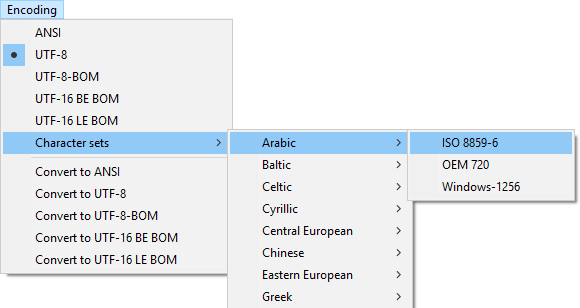 Encoding
ANSI
UTF-8
UTF-8-BOM
UTF-16 BE BOM
UTF-16 LE BOM
Character sets
Convert to ANSI
Convert to UTF-8
Convert to UTF-8-BOM
Convert to UTF-16 BE BOM
Convert to UTF-16 LE BOM
Arabic
Baltic
Celtic
Cyrillic
Central European
Chinese
Eastern European
Greek
ISO 8859-6
OEM 720
Windows-1256